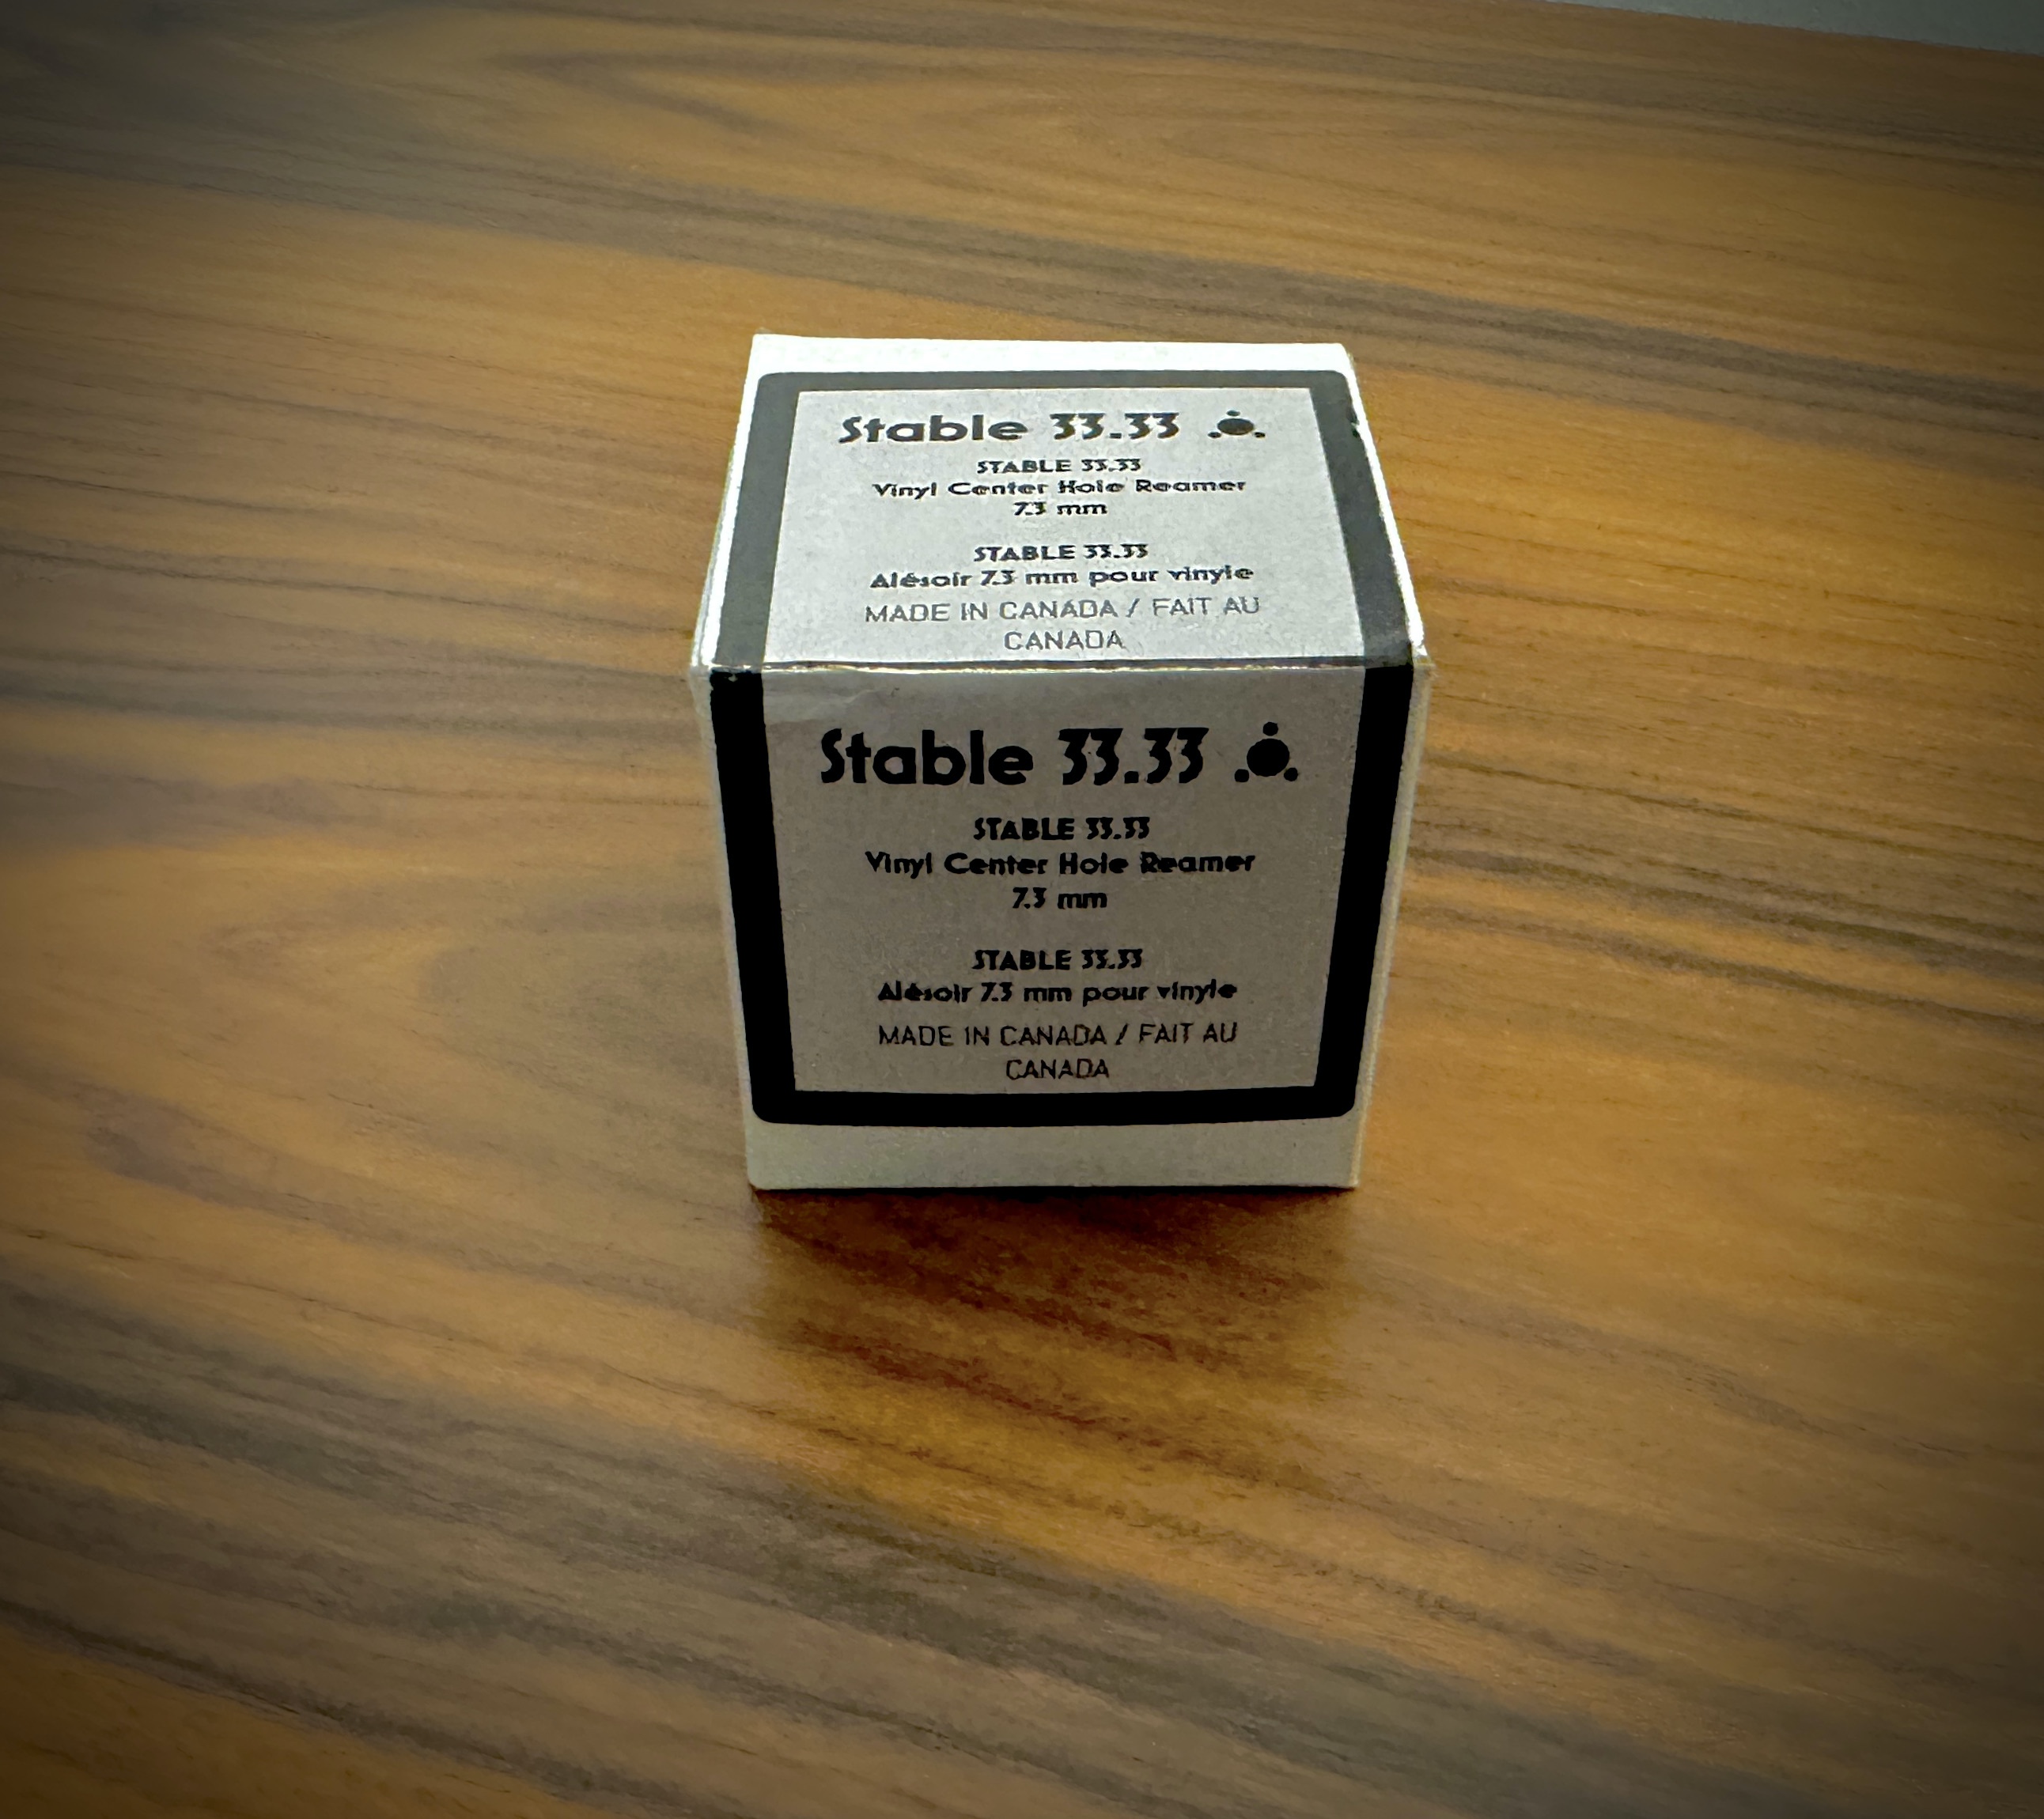 Stable 33.33
STABLE 33.33
Vinyl Center Hole Reamer
7.3 mm
STABLE 33.33
Alésoir 7.3 mm pour vinyle
MADE IN CANADA / FAIT AU
CANADA
Stable 33.33
STABLE 33.33
Vinyl Center Hole Reamer
7.3 mm
STABLE 33.33
Alésoir 7.3 mm pour vinyle
MADE IN CANADA / FAIT AU
CANADA